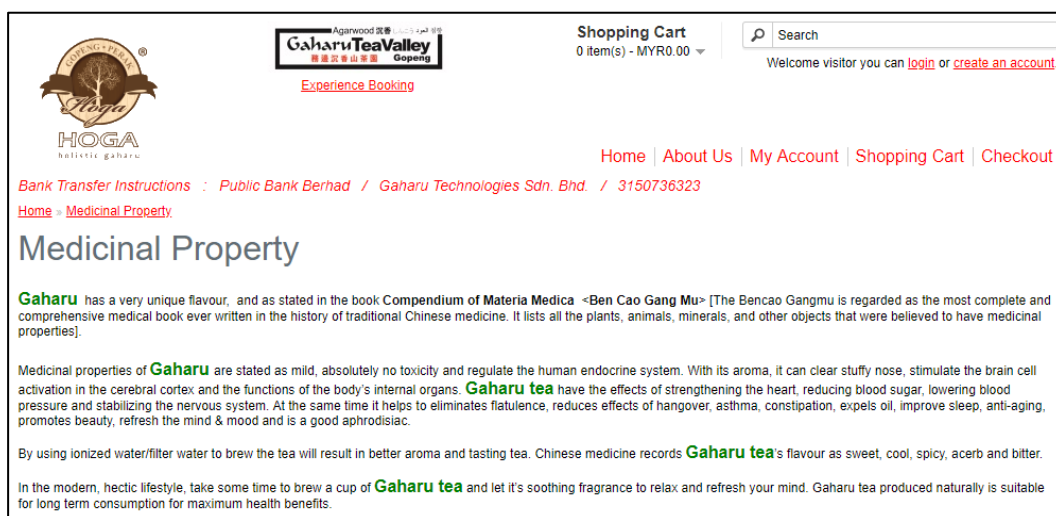 GOPENG • PERAK
®
Hoga
HOGA
holistic gaharu
Agarwood 沉香 しんこう
GaharuTeaValley
Gopeng
Experience Booking
Shopping Cart
0 item(s) - MYR0.00
Search
Welcome visitor you can login or create an account
Home About Us My Account Shopping Cart Checkout
Bank Transfer Instructions : Public Bank Berhad / Gaharu Technologies Sdn. Bhd. / 3150736323
Home » Medicinal Property
Medicinal Property
Gaharu has a very unique flavour, and as stated in the book Compendium of Materia Medica <Ben Cao Gang Mu> [The Bencao Gangmu is regarded as the most complete and
comprehensive medical book ever written in the history of traditional Chinese medicine. It lists all the plants, animals, minerals, and other objects that were believed to have medicinal
properties].
Medicinal properties of Gaharu are stated as mild, absolutely no toxicity and regulate the human endocrine system. With its aroma, it can clear stuffy nose, stimulate the brain cell
activation in the cerebral cortex and the functions of the body's internal organs. Gaharu tea have the effects of strengthening the heart, reducing blood sugar, lowering blood
pressure and stabilizing the nervous system. At the same time it helps to eliminates flatulence, reduces effects of hangover, asthma, constipation, expels oil, improve sleep, anti-aging,
promotes beauty, refresh the mind & mood and is a good aphrodisiac.
By using ionized water/filter water to brew the tea will result in better aroma and tasting tea. Chinese medicine records Gaharu tea's flavour as sweet, cool, spicy, acerb and bitter.
In the modern, hectic lifestyle, take some time to brew a cup of Gaharu tea and let it's soothing fragrance to relax and refresh your mind. Gaharu tea produced naturally is suitable
for long term consumption for maximum health benefits.